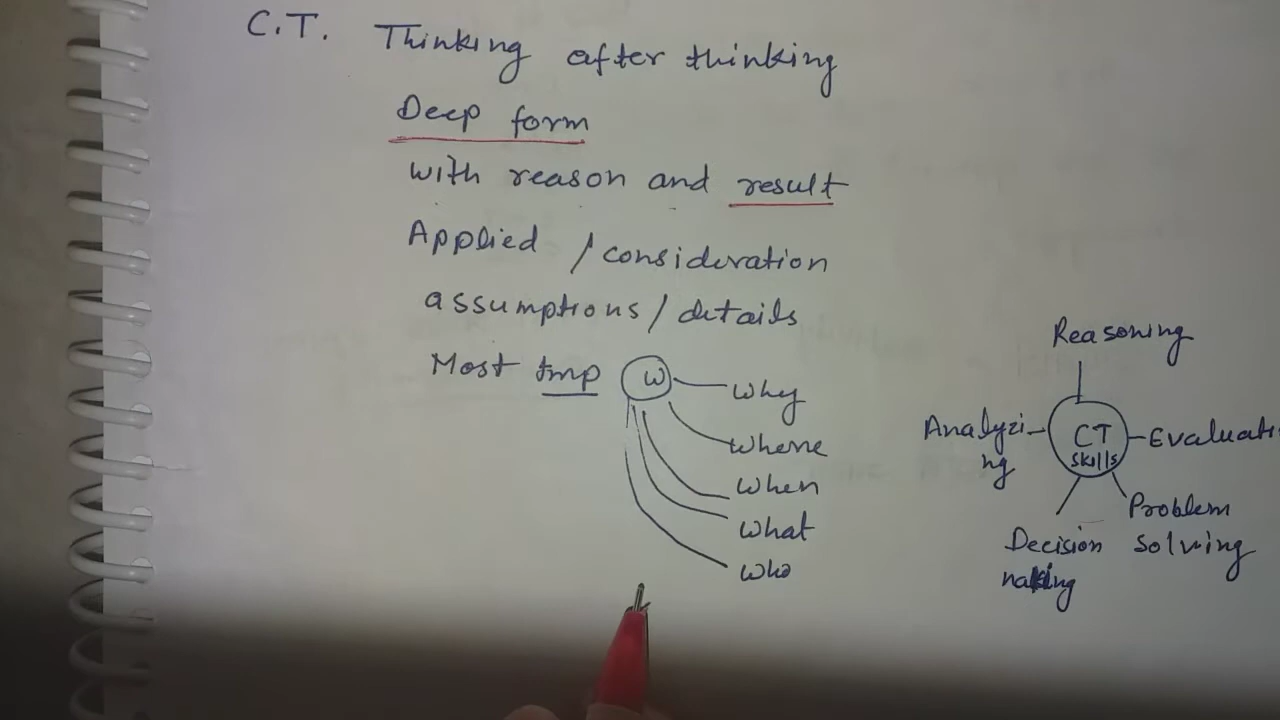 C.T. Thinking after thinking
Deep form
with reason and result
Applied / consideration
assumptions / details
Most Imp W
Why
Where
When
What
Who
Reasoning
Analyzi-
ng
CT
skills
Evaluati
Problem
solving
Decision
making